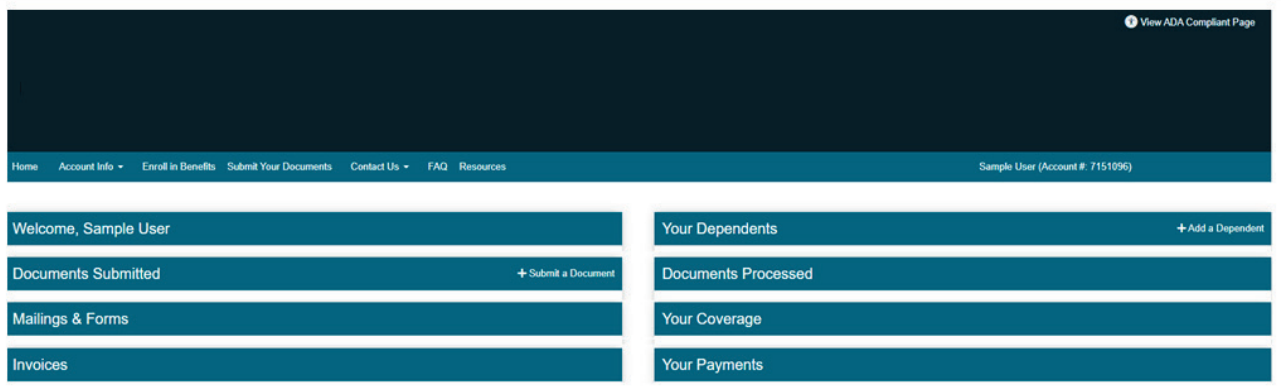 View ADA Compliant Page
Home Account Info Enroll in Benefits Submit Your Documents Contact Us FAQ Resources Sample User (Account #: 7151096)
Welcome, Sample User
Your Dependents + Add a Dependent
Documents Submitted + Submit a Document
Documents Processed
Mailings & Forms
Your Coverage
Invoices
Your Payments